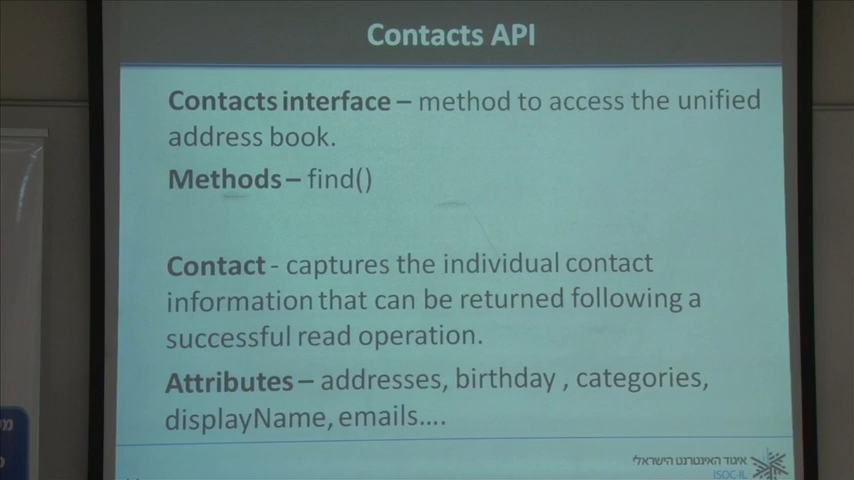 Contacts API
Contacts interface – method to access the unified
address book.
Methods – find()
Contact - captures the individual contact
information that can be returned following a
successful read operation.
Attributes – addresses, birthday , categories,
displayName, emails....
איגוד האינטרנט הישראלי
ISOC-IL